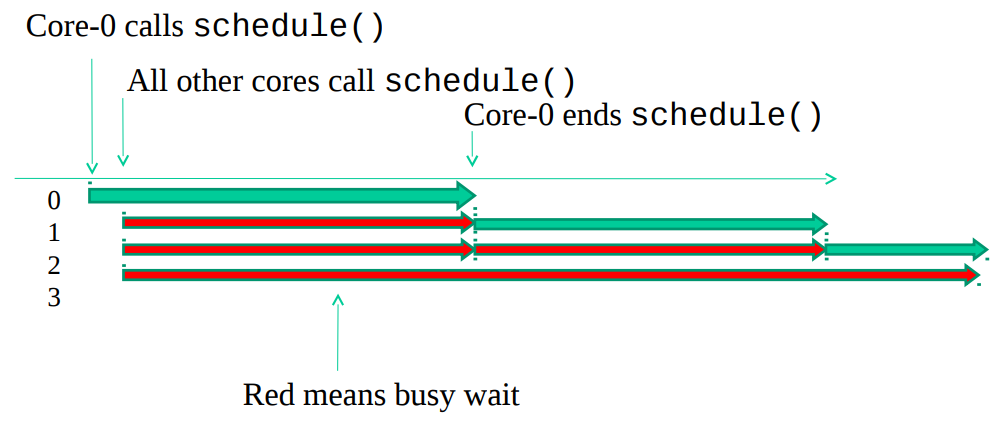 Core-0 calls schedule()
All other cores call schedule()
Core-0 ends schedule()
0
1
2
3
Red means busy wait